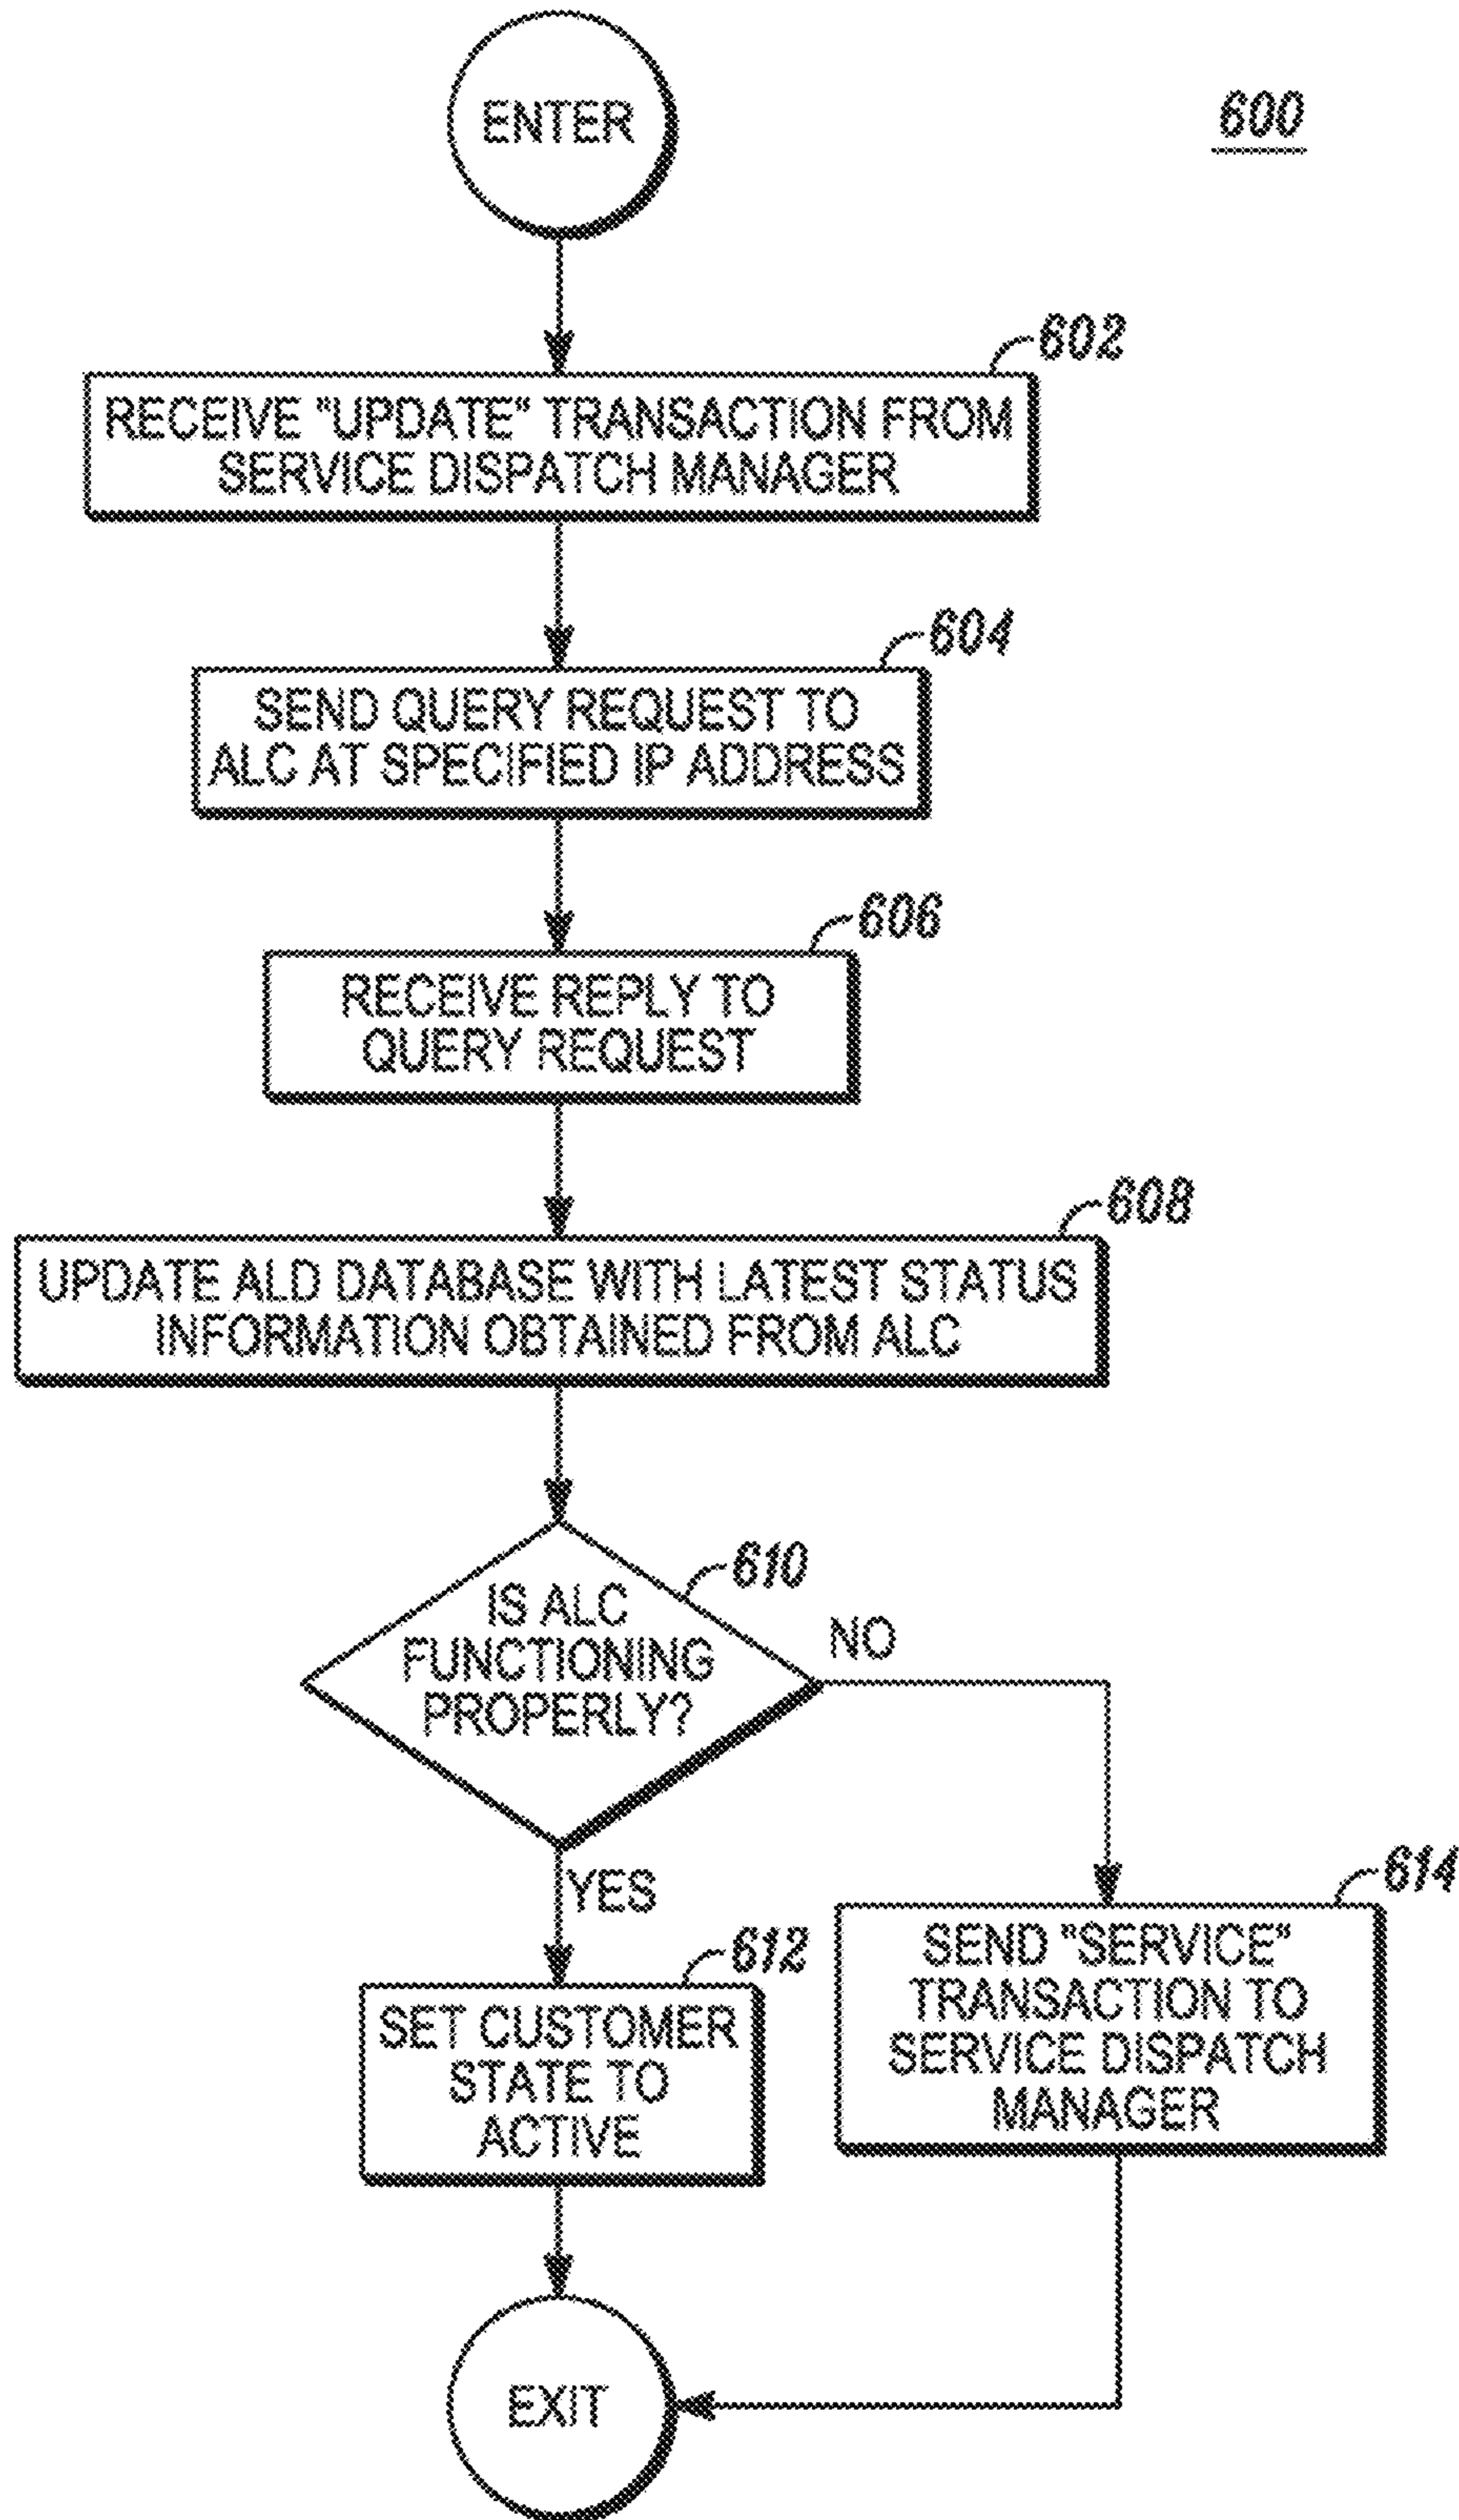 ENTER
600
602
RECEIVE "UPDATE" TRANSACTION FROM
SERVICE DISPATCH MANAGER
604
SEND QUERY REQUEST TO
ALC AT SPECIFIED IP ADDRESS
606
RECEIVE REPLY TO
QUERY REQUEST
608
UPDATE ALD DATABASE WITH LATEST STATUS
INFORMATION OBTAINED FROM ALC
610
IS ALC
FUNCTIONING
PROPERLY?
NO
YES
612
SET CUSTOMER
STATE TO
ACTIVE
614
SEND "SERVICE"
TRANSACTION TO
SERVICE DISPATCH
MANAGER
EXIT